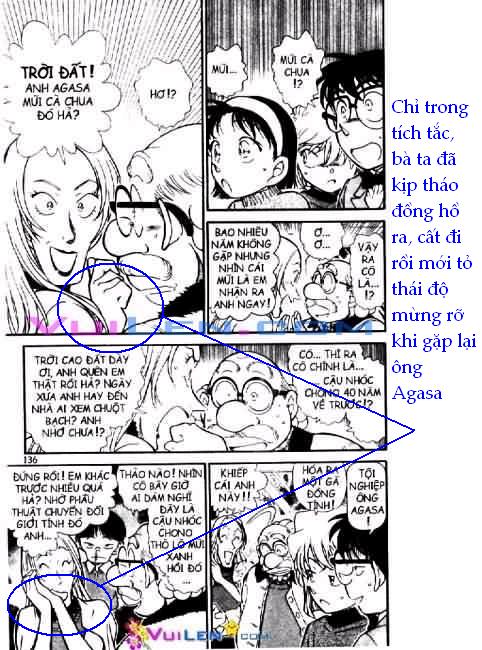 MŨI CÀ CHUA !?
MŨI...
HƠ !?
TRỜI ĐẤT!
ANH AGASA
MŨI CÀ CHUA
ĐÓ HẢ?
VẬY
RA
CÔ
LÀ...
!?
Ơ...
Ơ...
BAO NHIÊU
NĂM KHÔNG
GẶP NHƯNG
NHÌN CÁI
MŨI LÀ EM
NHẬN RA
ANH NGAY!
CÔ... THÌ RA
CÔ CHÍNH LÀ...
CẬU NHÓC
CHONO 40 NĂM
VỀ TRƯỚC!?
TRỜI CAO ĐẤT DÀY
ƠI, ANH QUÊN EM
THẬT RỒI HẢ? NGÀY
XƯA ANH HAY ĐẾN
NHÀ AI XEM CHUỘT
BẠCH? ANH
NHỚ CHƯA!?
136
TỘI
NGHIỆP
ÔNG
AGASA!
HÓA RA
MỘT GÃ
ĐỒNG
TÍNH!
KHIẾP
CÁI ANH
NÀY!!
THẢO NÀO! NHÌN
CÔ BÂY GIỜ
AI DÁM NGHĨ
ĐÂY LÀ
CẬU NHÓC
CHONO
THÒ LÒ MŨI
XANH
HỒI ĐÓ
...
ĐÚNG RỒI! EM KHÁC
TRƯỚC NHIỀU QUÁ
HẢ? NHỜ PHẪU
THUẬT CHUYỂN ĐỔI
GIỚI TÍNH ĐÓ
ANH...
Chỉ trong
tích tắc,
bà ta đã
kịp tháo
đồng hồ
ra, cất đi
rồi mới tỏ
thái độ
mừng rỡ
khi gặp lại
ông
Agasa
VUILEN.COM
VUILEN.COM